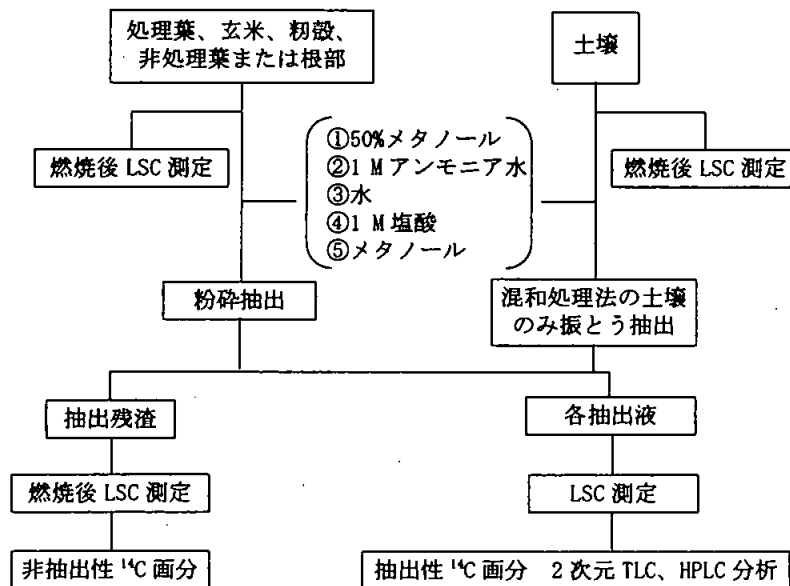 処理葉、玄米、籾殻、
非処理葉または根部
土壌
燃焼後 LSC 測定
①50%メタノール
②1 M アンモニア水
③水
④1 M 塩酸
⑤メタノール
燃焼後 LSC 測定
粉砕抽出
混和処理法の土壌
のみ振とう抽出
抽出残渣
各抽出液
燃焼後 LSC 測定
LSC 測定
非抽出性 ¹⁴C 画分
抽出性 ¹⁴C 画分 2 次元 TLC、HPLC 分析